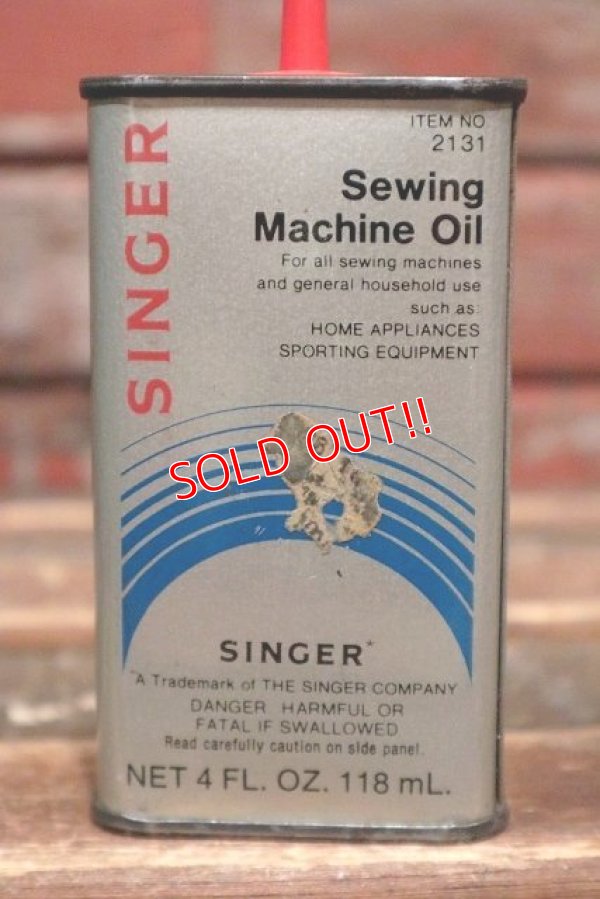 SINGER
ITEM NO
2131
Sewing
Machine Oil
For all sewing machines
and general household use
such as:
HOME APPLIANCES
SPORTING EQUIPMENT
SOLD OUT!!
SINGER*
*A Trademark of THE SINGER COMPANY
DANGER HARMFUL OR
FATAL IF SWALLOWED
Read carefully caution on side panel.
NET 4 FL. OZ. 118 mL.